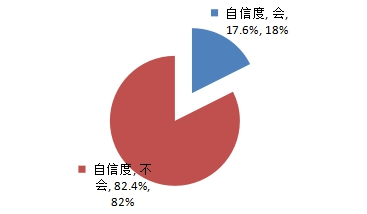 自信度, 会,
17.6%, 18%
自信度, 不
会, 82.4%,
82%